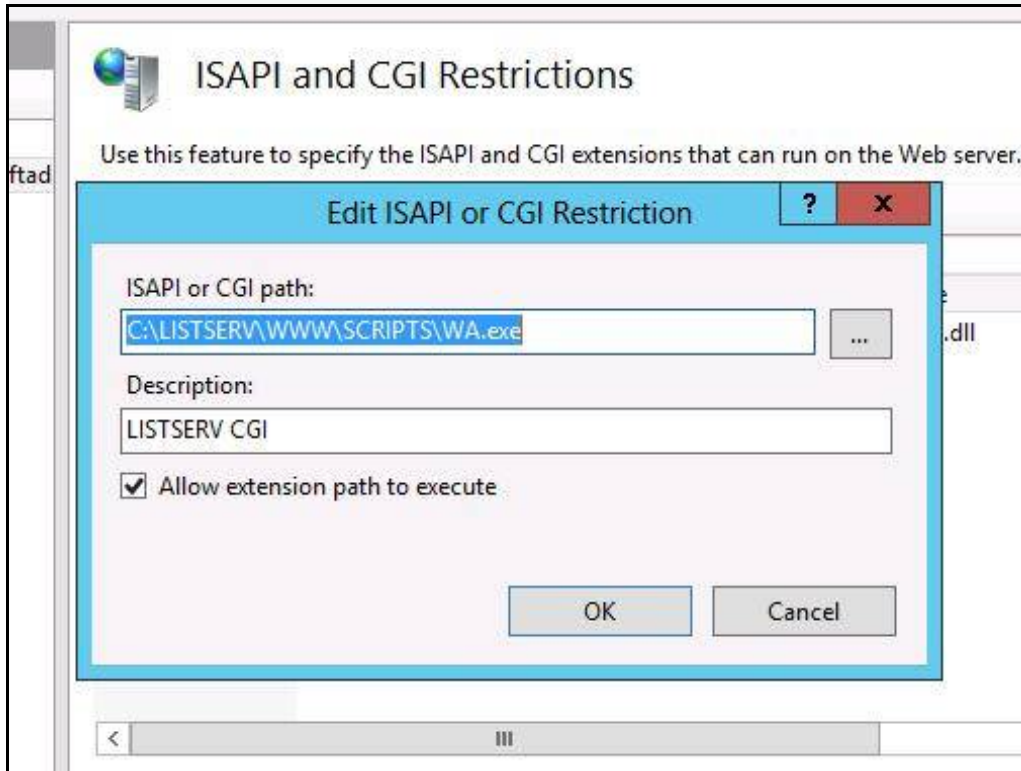 ISAPI and CGI Restrictions
Use this feature to specify the ISAPI and CGI extensions that can run on the Web server.
ftad
Edit ISAPI or CGI Restriction
?
x
ISAPI or CGI path:
C:\LISTSERV\WWW\SCRIPTS\WA.exe
...
.dll
Description:
LISTSERV CGI
Allow extension path to execute
OK
Cancel